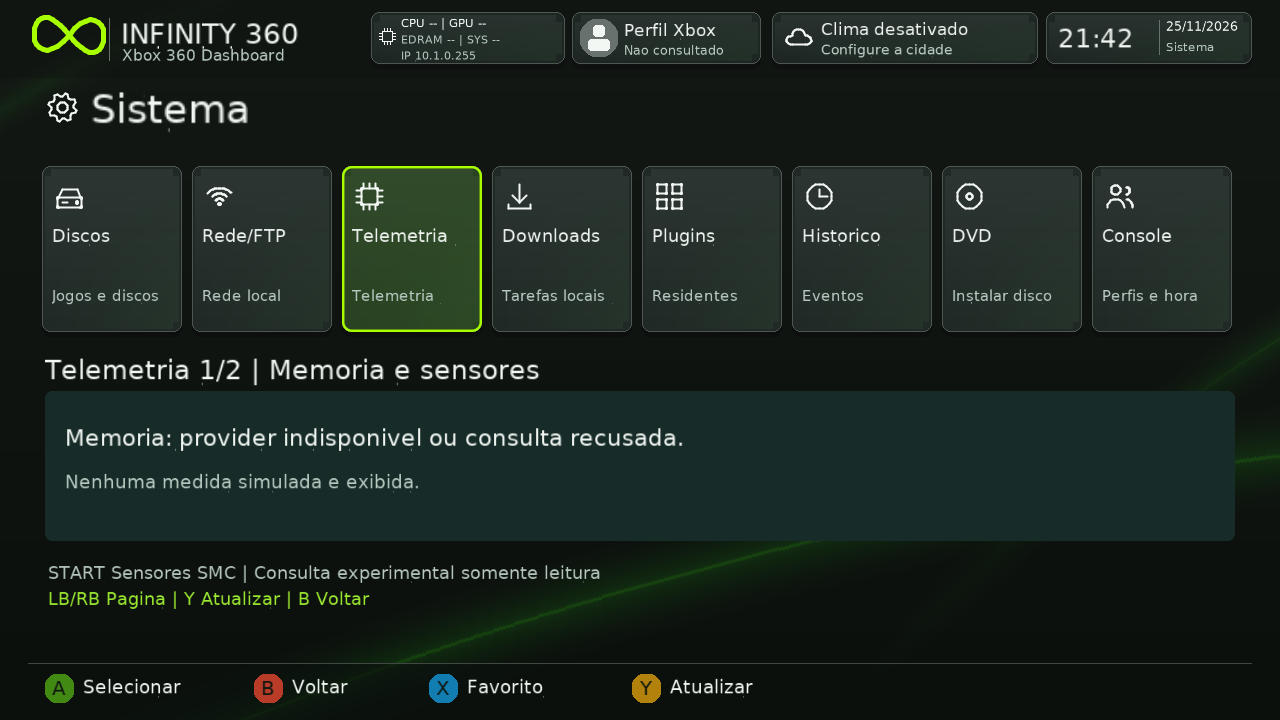 INFINITY 360
Xbox 360 Dashboard
CPU -- | GPU --
EDRAM -- | SYS --
IP 10.1.0.255
Perfil Xbox
Nao consultado
Clima desativado
Configure a cidade
21:42
25/11/2026
Sistema
Sistema
Discos
Rede/FTP
Telemetria
Downloads
Plugins
Historico
DVD
Console
Jogos e discos
Rede local
Telemetria
Tarefas locais
Residentes
Eventos
Instalar disco
Perfis e hora
Telemetria 1/2 | Memoria e sensores
Memoria: provider indisponivel ou consulta recusada.
Nenhuma medida simulada e exibida.
START Sensores SMC | Consulta experimental somente leitura
LB/RB Pagina | Y Atualizar | B Voltar
A Selecionar
B Voltar
X Favorito
Y Atualizar